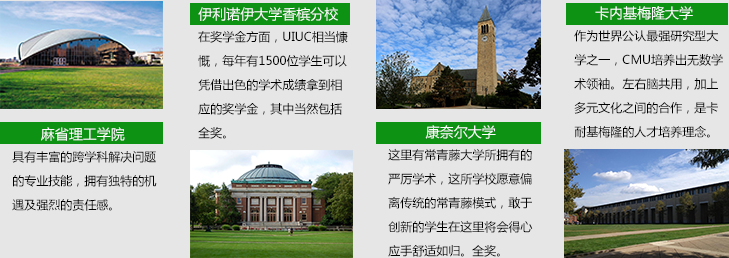 麻省理工学院
具有丰富的跨学科解决问题
的专业技能，拥有独特的机
遇及强烈的责任感。
伊利诺伊大学香槟分校
在奖学金方面，UIUC相当慷
慨，每年有1500位学生可以
凭借出色的学术成绩拿到相
应的奖学金，其中当然包括
全奖。
康奈尔大学
这里有常青藤大学所拥有的
严厉学术，这所学校愿意偏
离传统的常青藤模式，敢于
创新的学生在这里将会得心
应手舒适如归。全奖。
卡内基梅隆大学
作为世界公认最强研究型大
学之一，CMU培养出无数学
术领袖。左右脑共用，加上
多元文化之间的合作，是卡
耐基梅隆的人才培养理念。